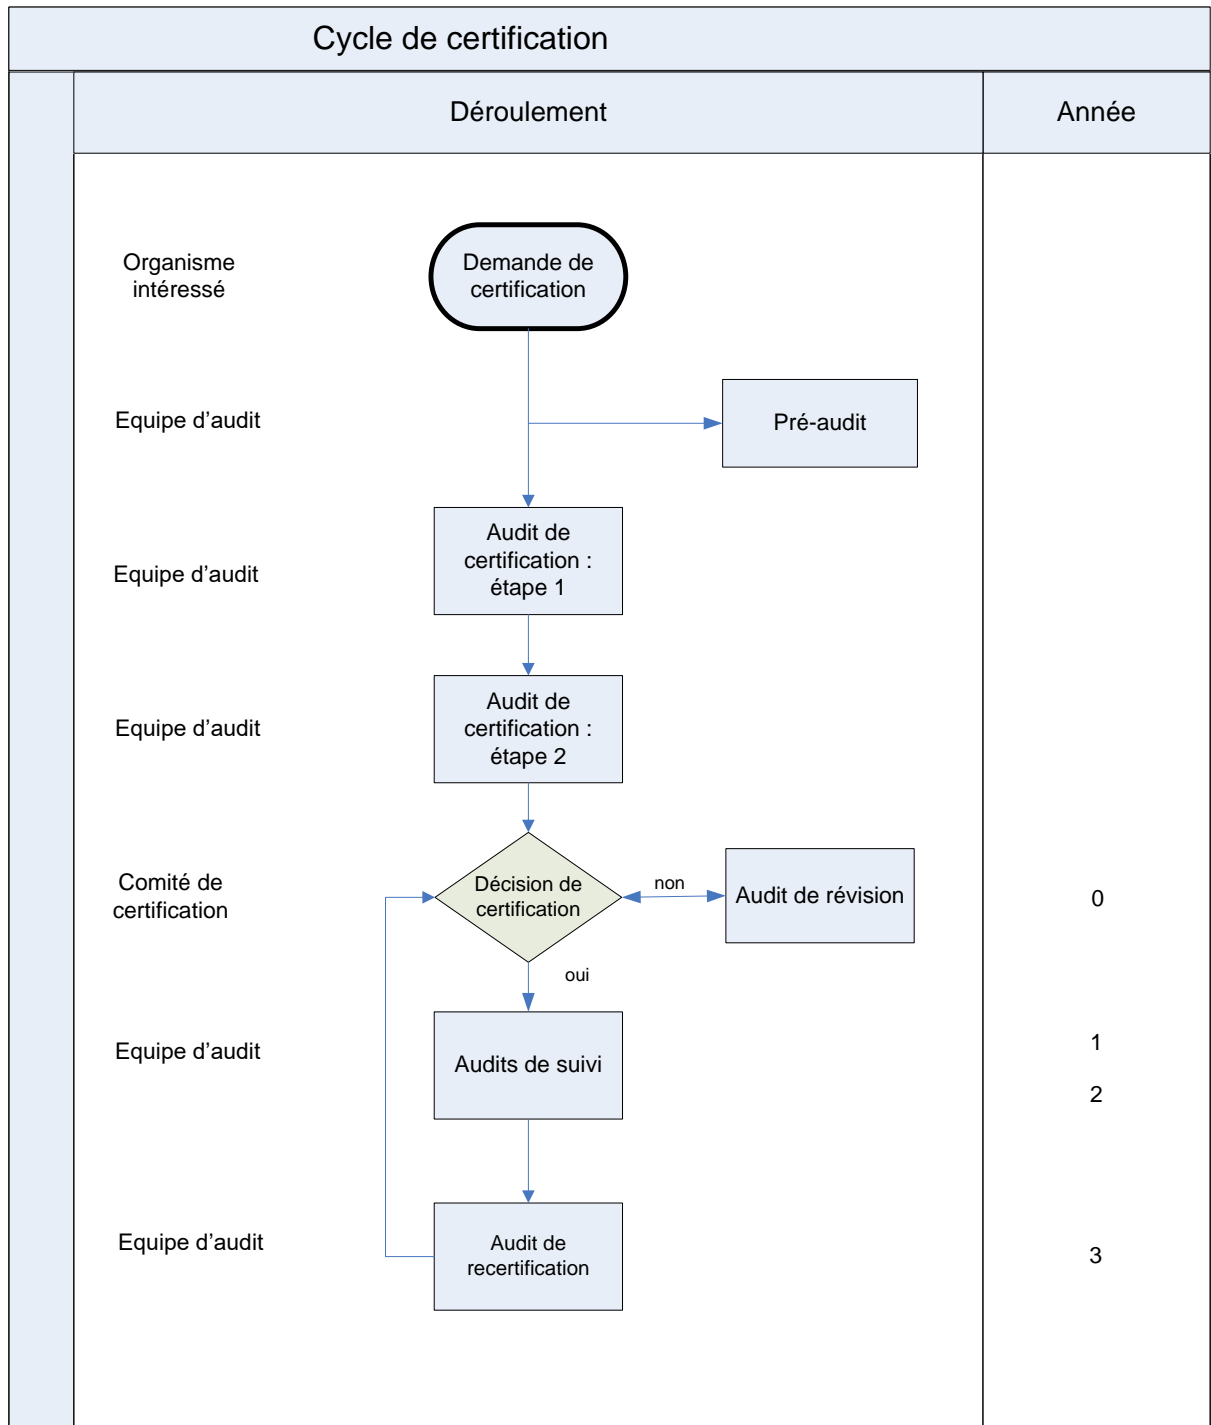 Cycle de certification
Déroulement
Année
Organisme
intéressé
Demande de
certification
Equipe d’audit
Pré-audit
Equipe d’audit
Audit de
certification :
étape 1
Equipe d’audit
Audit de
certification :
étape 2
Comité de
certification
Décision de
certification
non
Audit de révision
0
oui
Equipe d’audit
Audits de suivi
1
2
Equipe d’audit
Audit de
recertification
3